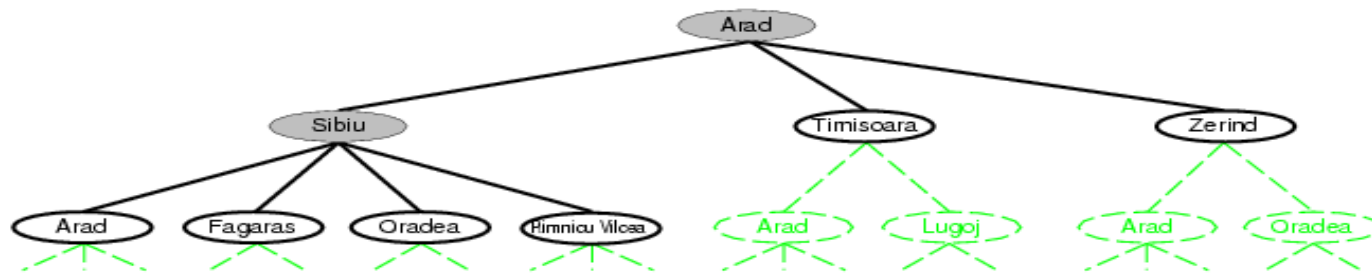 Arad
Sibiu Timisoara Zerind
Arad Fagaras Oradea Rimnicu Vilcea Arad Lugoj Arad Oradea